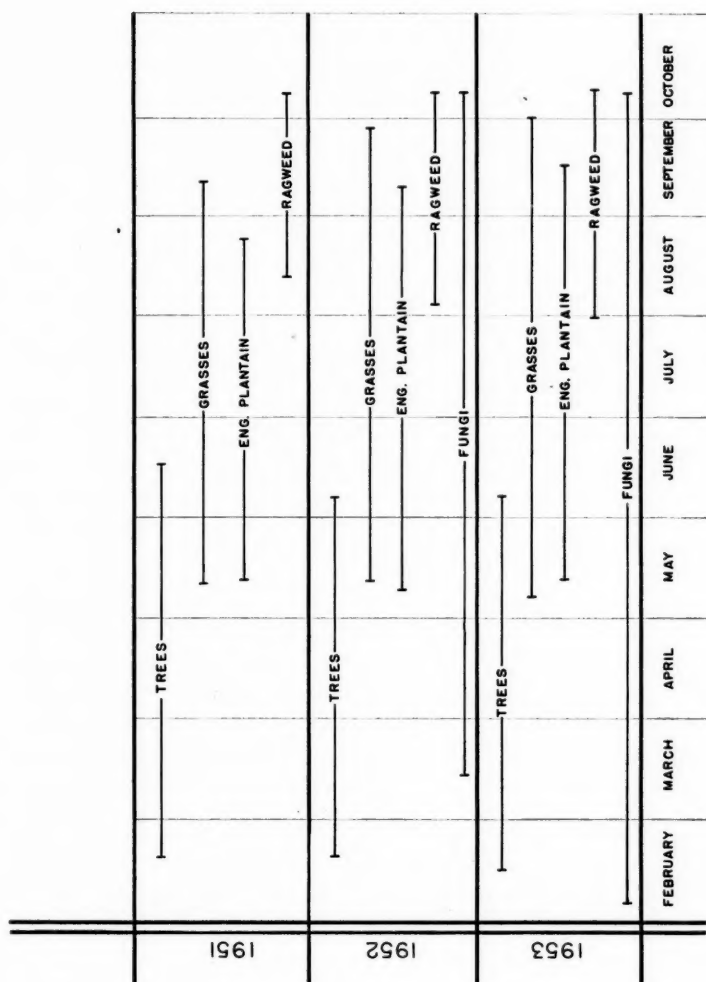 1951
TREES
GRASSES
ENG. PLANTAIN
RAGWEED
1952
TREES
GRASSES
ENG. PLANTAIN
RAGWEED
FUNGI
1953
TREES
GRASSES
ENG. PLANTAIN
RAGWEED
FUNGI
FEBRUARY MARCH APRIL MAY JUNE JULY AUGUST SEPTEMBER OCTOBER